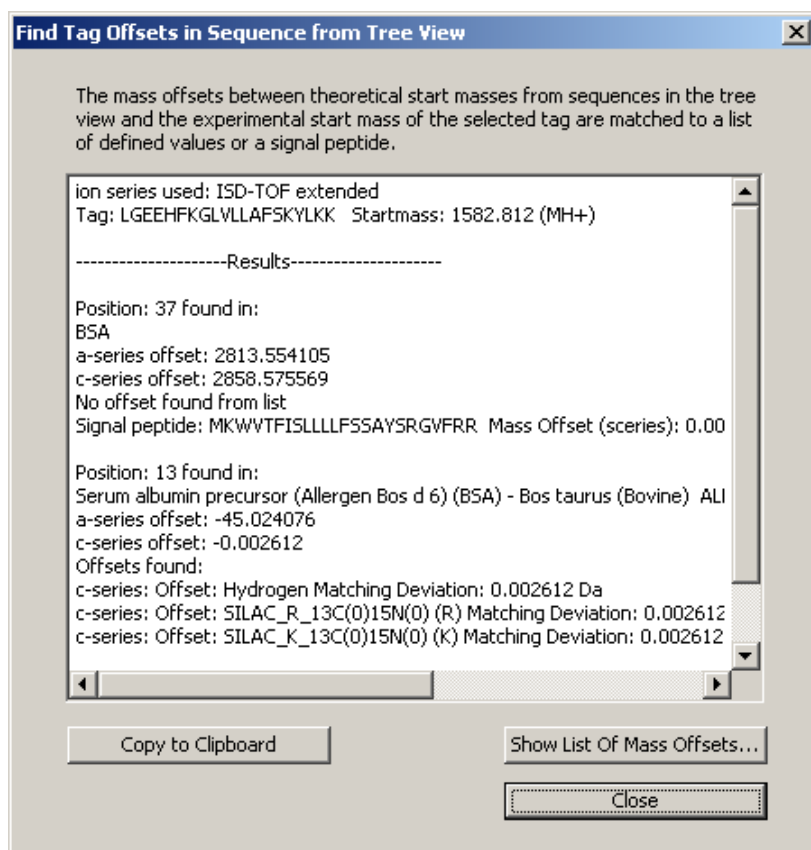 Find Tag Offsets in Sequence from Tree View
The mass offsets between theoretical start masses from sequences in the tree
view and the experimental start mass of the selected tag are matched to a list
of defined values or a signal peptide.
ion series used: ISD-TOF extended
Tag: LGEEHFKGLVLLAFSKYLKK Startmass: 1582.812 (MH+)
---------------------Results---------------------
Position: 37 found in:
BSA
a-series offset: 2813.554105
c-series offset: 2858.575569
No offset found from list
Signal peptide: MKWVTFISLLLLFSSAYSRGVFRR Mass Offset (sceries): 0.00
Position: 13 found in:
Serum albumin precursor (Allergen Bos d 6) (BSA) - Bos taurus (Bovine) ALI
a-series offset: -45.024076
c-series offset: -0.002612
Offsets found:
c-series: Offset: Hydrogen Matching Deviation: 0.002612 Da
c-series: Offset: SILAC_R_13C(0)15N(0) (R) Matching Deviation: 0.002612
c-series: Offset: SILAC_K_13C(0)15N(0) (K) Matching Deviation: 0.002612
Copy to Clipboard
Show List Of Mass Offsets...
Close